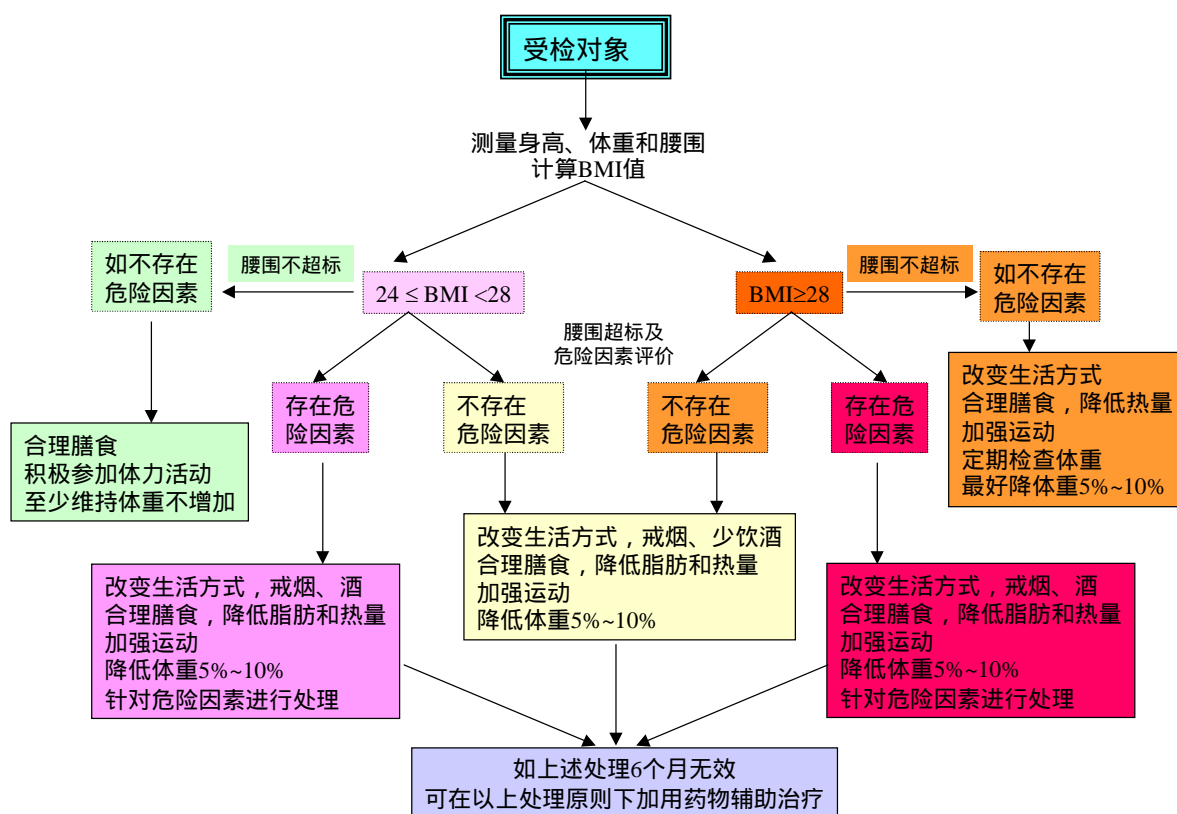 受检对象
测量身高、体重和腰围
计算BMI值
如不存在
危险因素
腰围不超标
24 ≤ BMI <28
BMI≥28
腰围不超标
如不存在
危险因素
腰围超标及
危险因素评价
存在危
险因素
不存在
危险因素
不存在
危险因素
存在危
险因素
合理膳食
积极参加体力活动
至少维持体重不增加
改变生活方式
合理膳食，降低热量
加强运动
定期检查体重
最好降体重5%~10%
改变生活方式，戒烟、酒
合理膳食，降低脂肪和热量
加强运动
降低体重5%~10%
针对危险因素进行处理
改变生活方式，戒烟、少饮酒
合理膳食，降低脂肪和热量
加强运动
降低体重5%~10%
改变生活方式，戒烟、酒
合理膳食，降低脂肪和热量
加强运动
降低体重5%~10%
针对危险因素进行处理
如上述处理6个月无效
可在以上处理原则下加用药物辅助治疗